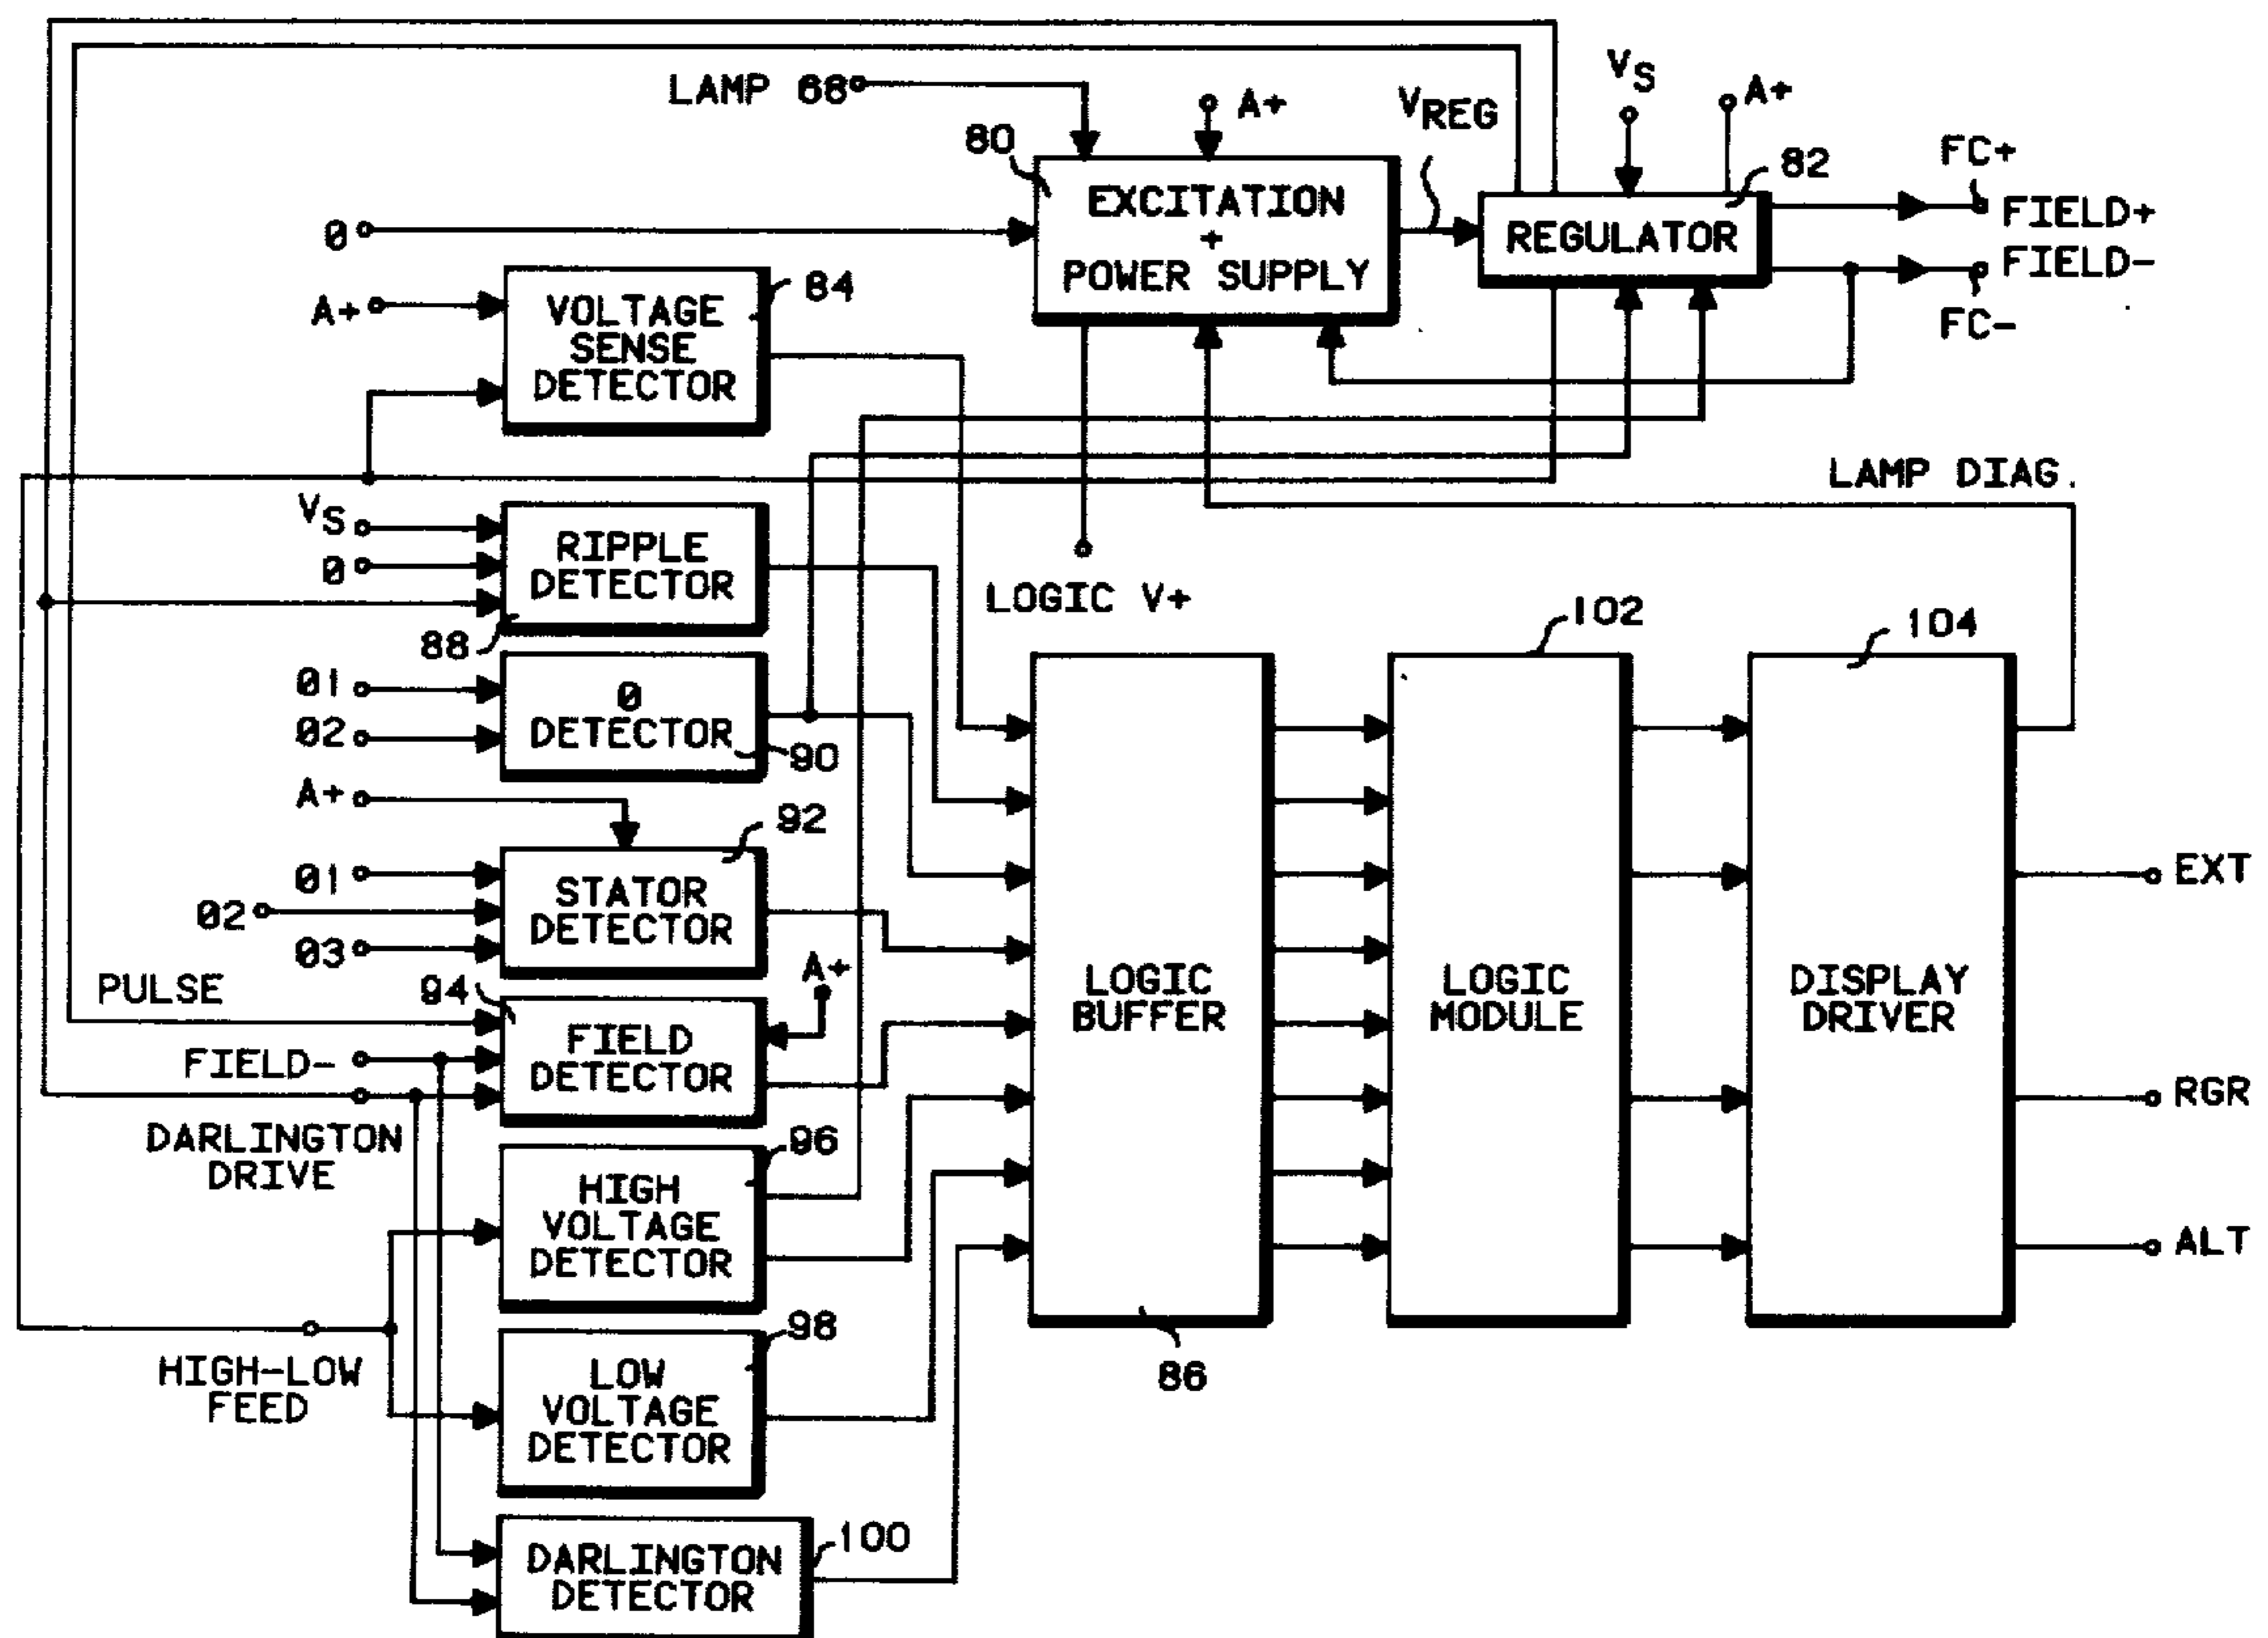 LAMP 68
A+
VREG
VS
A+
80
82
FC+
EXCITATION
+
POWER SUPPLY
REGULATOR
FIELD+
FIELD-
FC-
0
84
A+
VOLTAGE
SENSE
DETECTOR
LAMP DIAG.
VS
0
RIPPLE
DETECTOR
88
LOGIC V+
01
02
0
DETECTOR
90
102
104
A+
92
01
02
03
STATOR
DETECTOR
A+
PULSE
94
FIELD-
FIELD
DETECTOR
DARLINGTON
DRIVE
96
HIGH
VOLTAGE
DETECTOR
LOGIC
BUFFER
LOGIC
MODULE
DISPLAY
DRIVER
EXT
RGR
ALT
98
HIGH-LOW
FEED
LOW
VOLTAGE
DETECTOR
86
100
DARLINGTON
DETECTOR